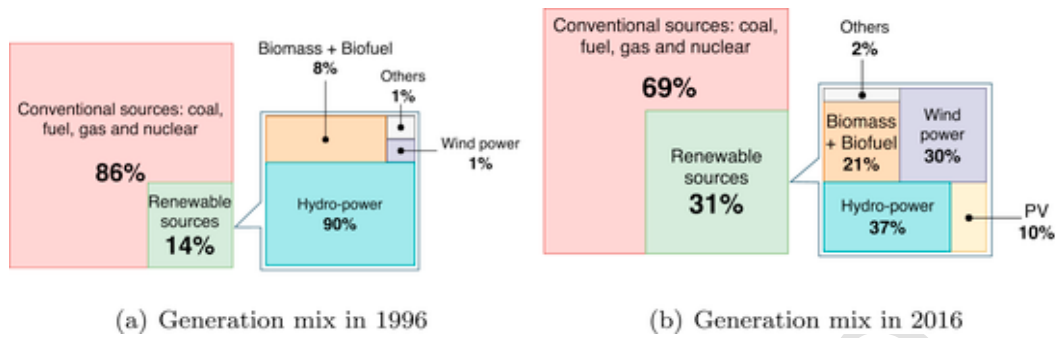 Conventional sources: coal,
fuel, gas and nuclear
86%
Renewable
sources
14%
Biomass + Biofuel
8%
Others
1%
Wind power
1%
Hydro-power
90%
(a) Generation mix in 1996
Conventional sources: coal,
fuel, gas and nuclear
69%
Renewable
sources
31%
Others
2%
Biomass
+ Biofuel
21%
Wind
power
30%
Hydro-power
37%
PV
10%
(b) Generation mix in 2016